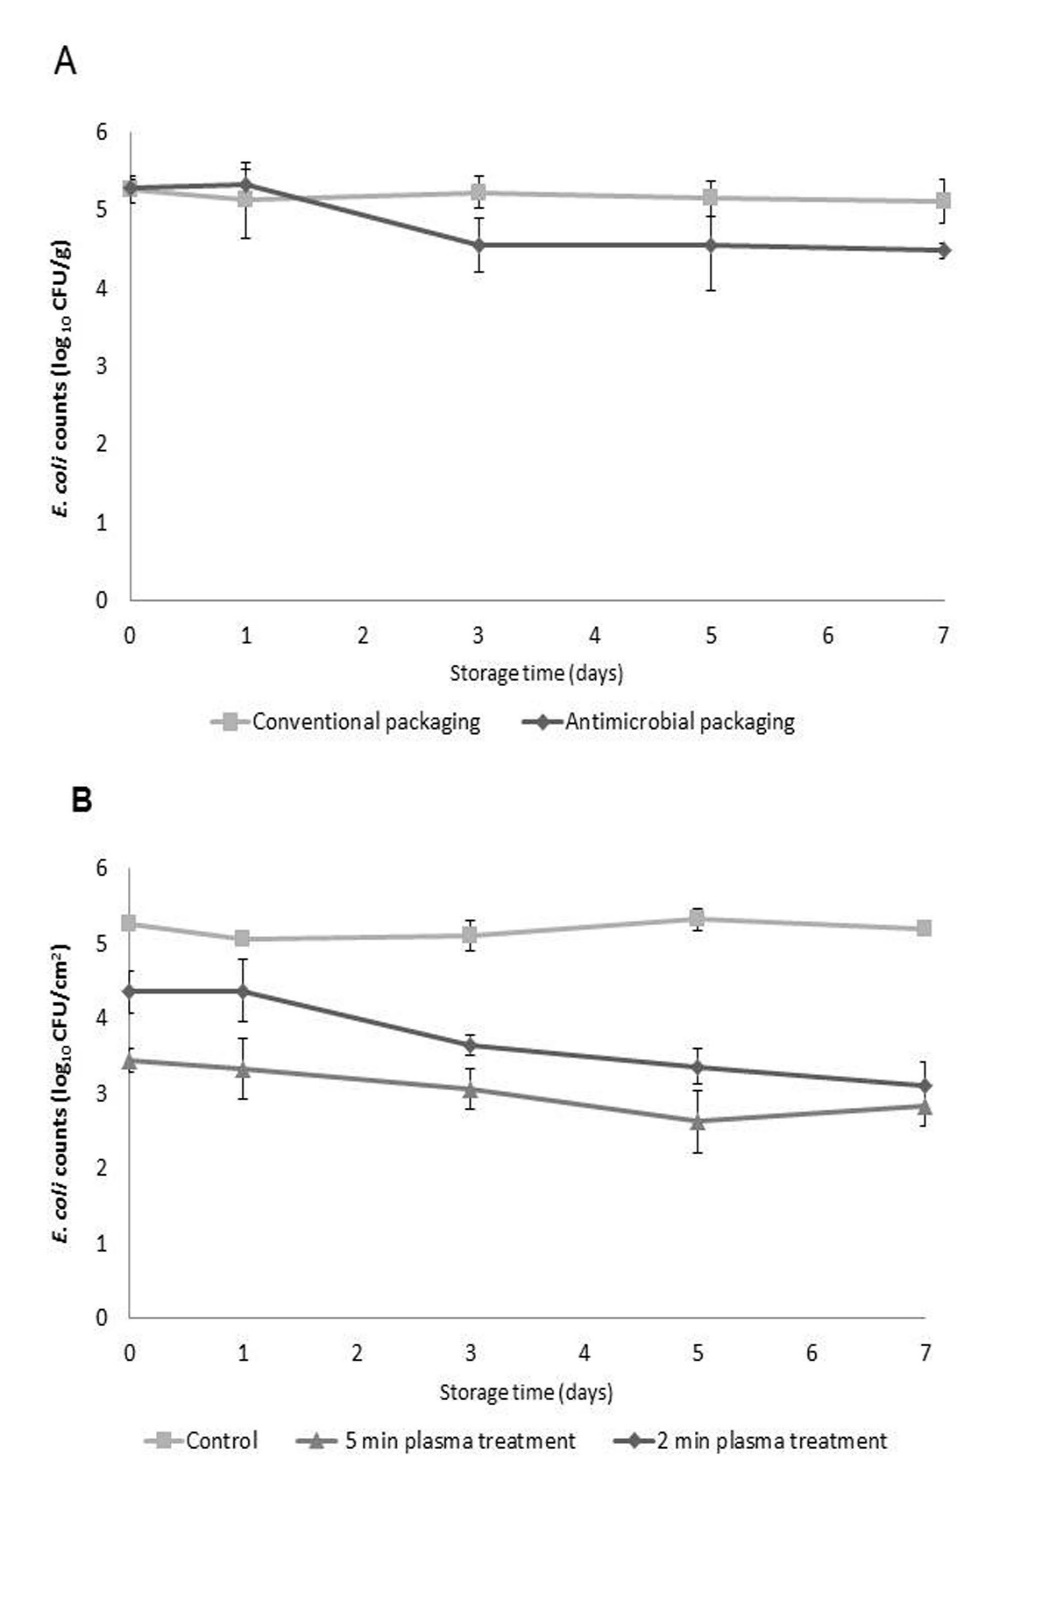 A
6
5
4
3
2
1
0
E. coli counts (log10 CFU/g)
0 1 2 3 4 5 6 7
Storage time (days)
Conventional packaging Antimicrobial packaging
B
6
5
4
3
2
1
0
E. coli counts (log10 CFU/cm²)
0 1 2 3 4 5 6 7
Storage time (days)
Control 5 min plasma treatment 2 min plasma treatment